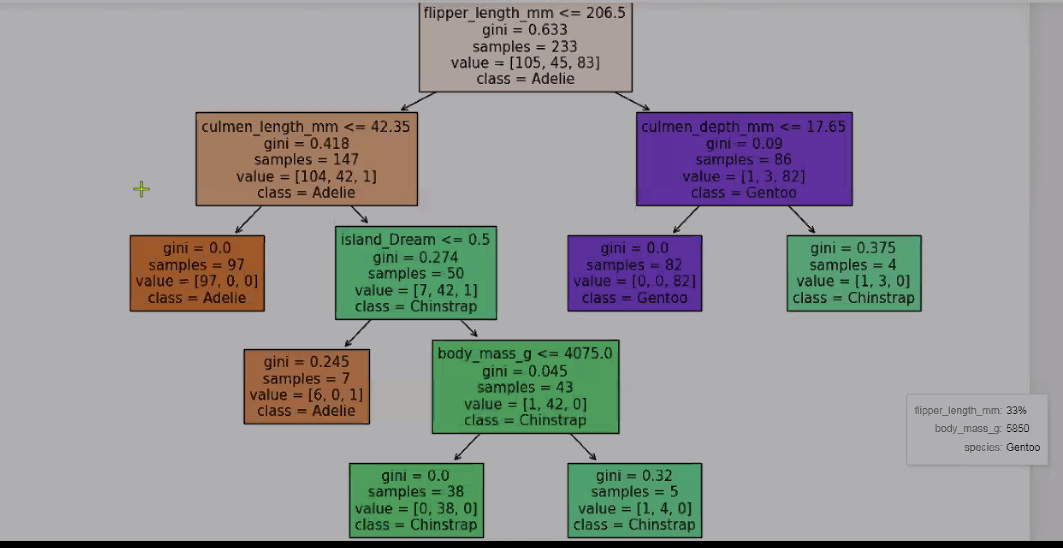 flipper_length_mm <= 206.5
gini = 0.633
samples = 233
value = [105, 45, 83]
class = Adelie
culmen_length_mm <= 42.35
gini = 0.418
samples = 147
value = [104, 42, 1]
class = Adelie
culmen_depth_mm <= 17.65
gini = 0.09
samples = 86
value = [1, 3, 82]
class = Gentoo
gini = 0.0
samples = 97
value = [97, 0, 0]
class = Adelie
island_Dream <= 0.5
gini = 0.274
samples = 50
value = [7, 42, 1]
class = Chinstrap
gini = 0.0
samples = 82
value = [0, 0, 82]
class = Gentoo
gini = 0.375
samples = 4
value = [1, 3, 0]
class = Chinstrap
gini = 0.245
samples = 7
value = [6, 0, 1]
class = Adelie
body_mass_g <= 4075.0
gini = 0.045
samples = 43
value = [1, 42, 0]
class = Chinstrap
flipper_length_mm: 33%
body_mass_g: 5850
species: Gentoo
gini = 0.0
samples = 38
value = [0, 38, 0]
class = Chinstrap
gini = 0.32
samples = 5
value = [1, 4, 0]
class = Chinstrap